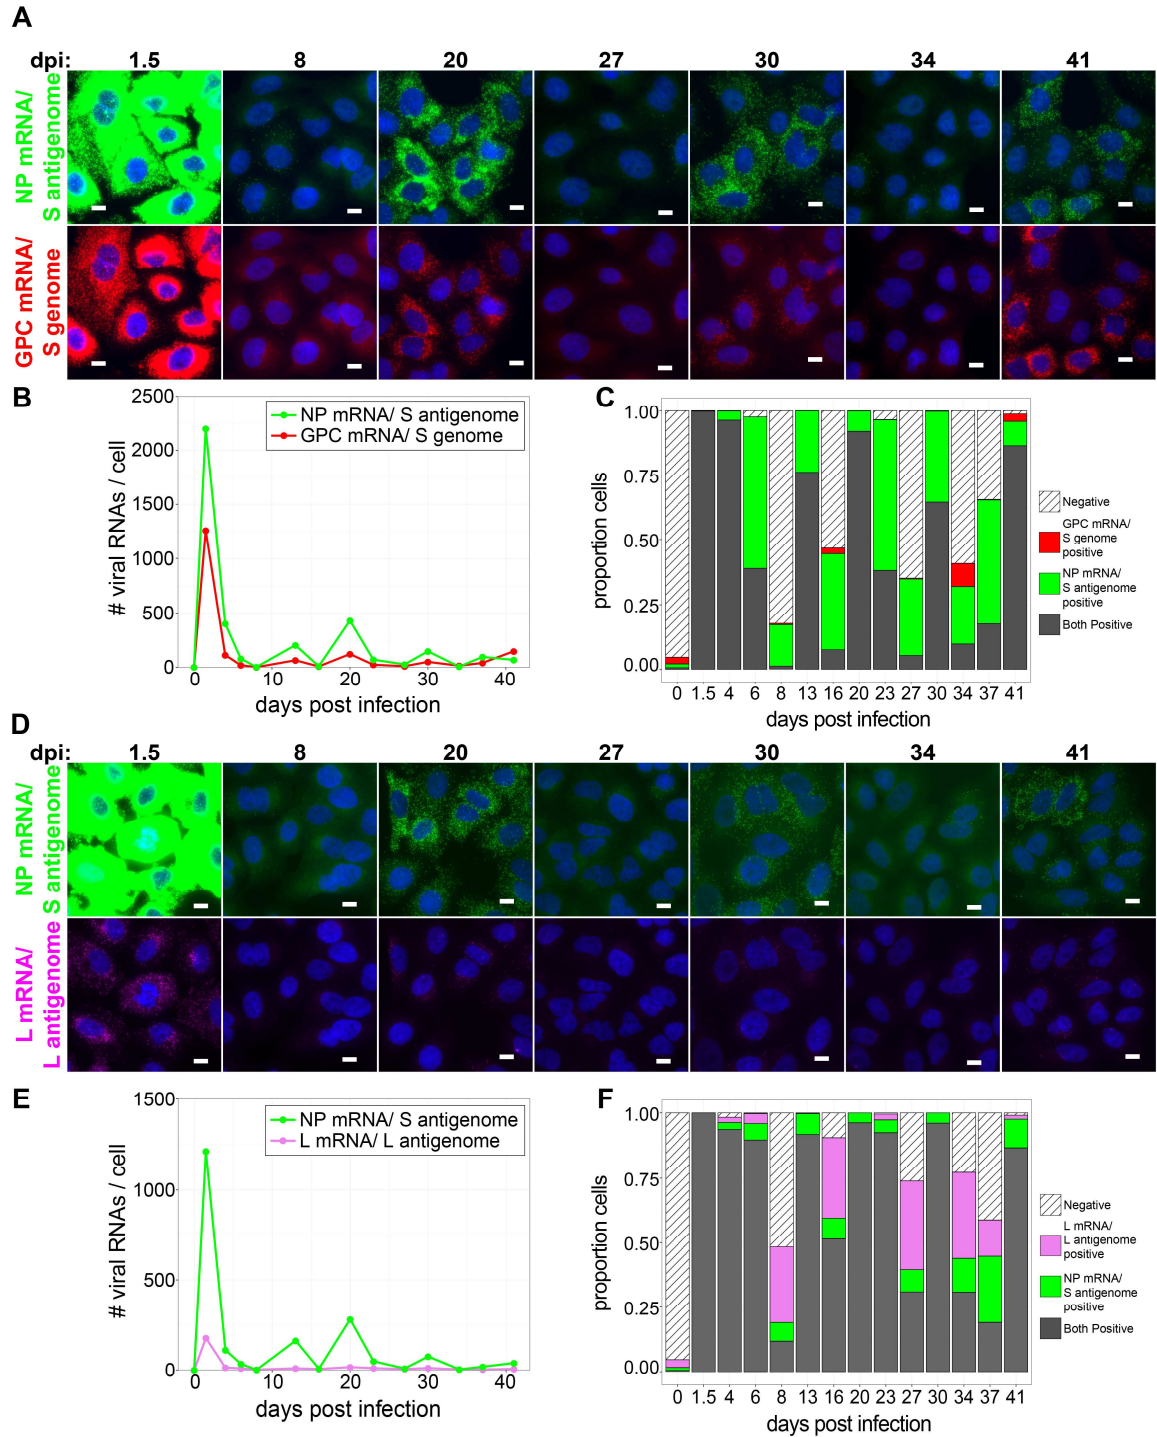 A
dpi: 1.5 8 20 27 30 34 41
NP mRNA/
S antigenome
GPC mRNA/
S genome
B
2500
2000
1500
1000
500
0
# viral RNAs / cell
NP mRNA/ S antigenome
GPC mRNA/ S genome
0 10 20 30 40
days post infection
C
1.00
0.75
0.50
0.25
0.00
proportion cells
0 1.5 4 6 8 13 16 20 23 27 30 34 37 41
days post infection
Negative
GPC mRNA/
S genome
positive
NP mRNA/
S antigenome
positive
Both Positive
D
dpi: 1.5 8 20 27 30 34 41
NP mRNA/
S antigenome
L mRNA/
L antigenome
E
1500
1000
500
0
# viral RNAs / cell
NP mRNA/ S antigenome
L mRNA/ L antigenome
0 10 20 30 40
days post infection
F
1.00
0.75
0.50
0.25
0.00
proportion cells
0 1.5 4 6 8 13 16 20 23 27 30 34 37 41
days post infection
Negative
L mRNA/
L antigenome
positive
NP mRNA/
S antigenome
positive
Both Positive